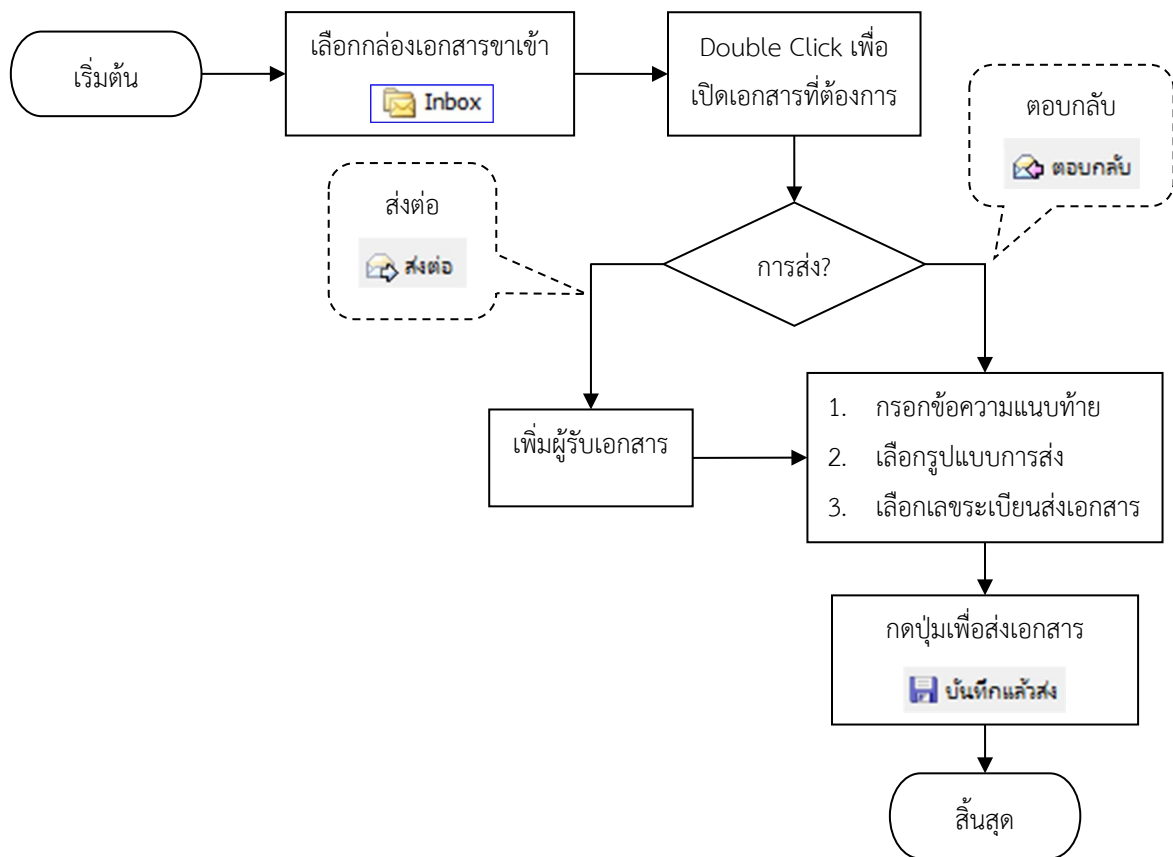 เริ่มต้น
เลือกกล่องเอกสารขาเข้า
Inbox
Double Click เพื่อ
เปิดเอกสารที่ต้องการ
ตอบกลับ
ตอบกลับ
ส่งต่อ
ส่งต่อ
การส่ง?
เพิ่มผู้รับเอกสาร
1. กรอกข้อความแนบท้าย
2. เลือกรูปแบบการส่ง
3. เลือกเลขระเบียนส่งเอกสาร
กดปุ่มเพื่อส่งเอกสาร
บันทึกแล้วส่ง
สิ้นสุด